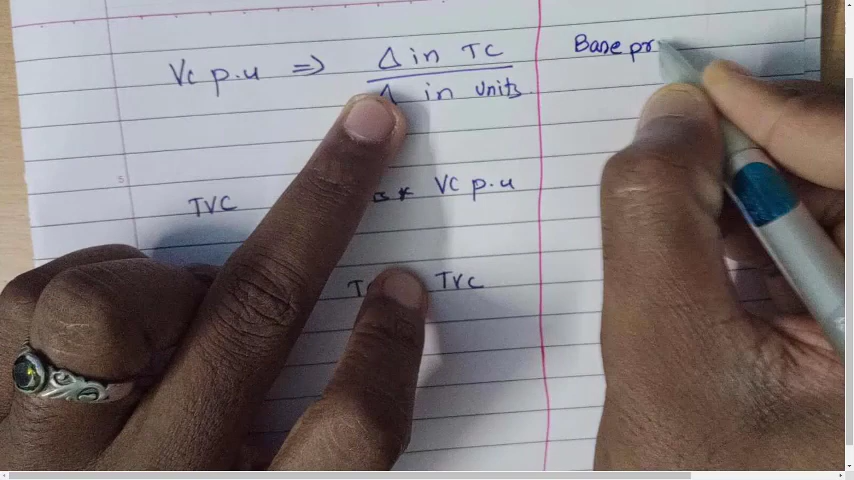 Vc p.u ⇒ Δ in TC
Δ in units
TVC * VC p.u
TVC
Base pr